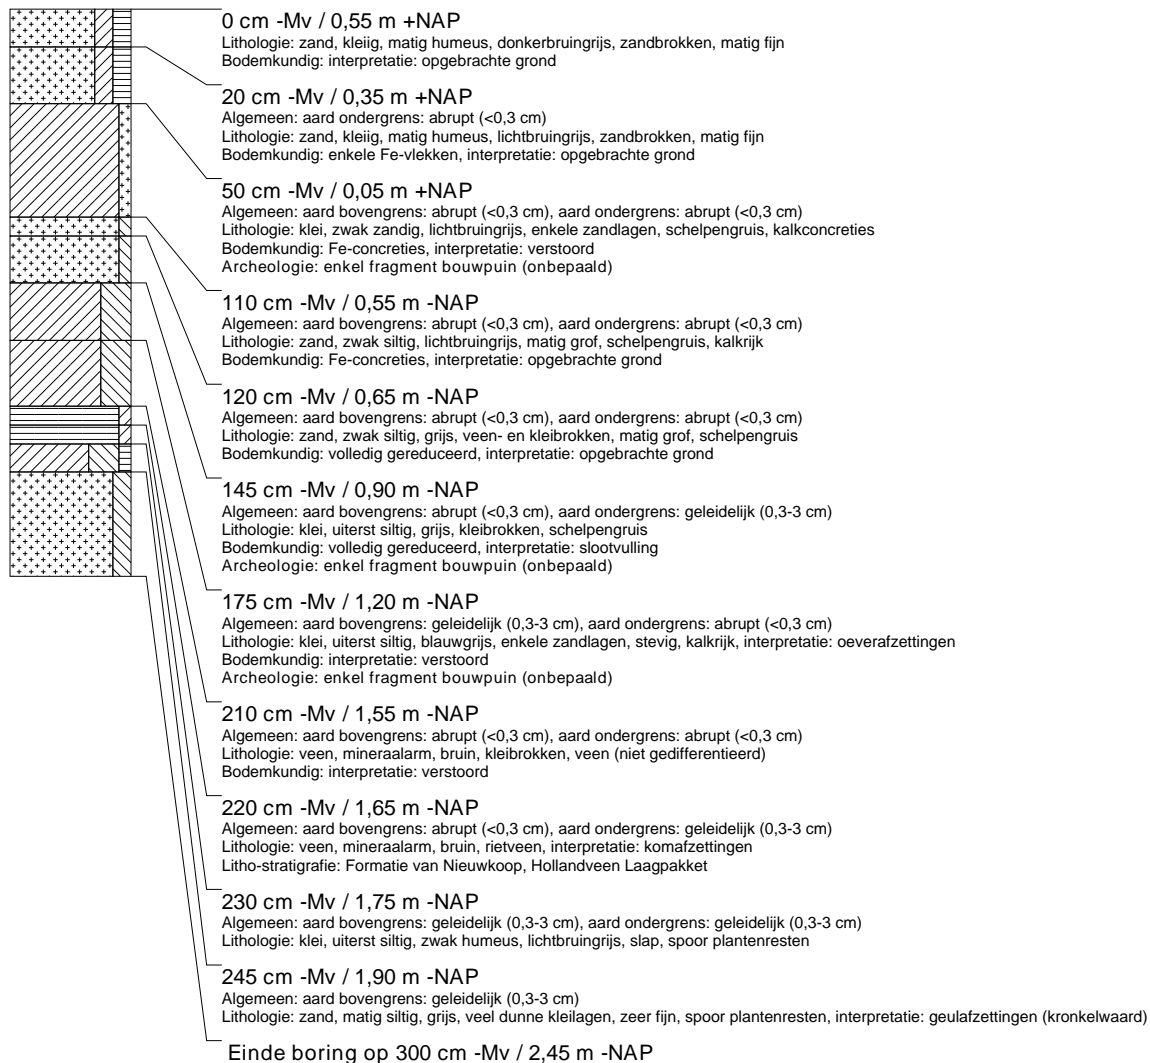 0 cm -Mv / 0,55 m +NAP
Lithologie: zand, kleiig, matig humeus, donkerbruingrijs, zandbrokken, matig fijn
Bodemkundig: interpretatie: opgebrachte grond
20 cm -Mv / 0,35 m +NAP
Algemeen: aard ondergrens: abrupt (<0,3 cm)
Lithologie: zand, kleiig, matig humeus, lichtbruingrijs, zandbrokken, matig fijn
Bodemkundig: enkele Fe-vlekken, interpretatie: opgebrachte grond
50 cm -Mv / 0,05 m +NAP
Algemeen: aard bovengrens: abrupt (<0,3 cm), aard ondergrens: abrupt (<0,3 cm)
Lithologie: klei, zwak zandig, lichtbruingrijs, enkele zandlagen, schelpengruis, kalkconcreties
Bodemkundig: Fe-concreties, interpretatie: verstoord
Archeologie: enkel fragment bouwpuin (onbepaald)
110 cm -Mv / 0,55 m -NAP
Algemeen: aard bovengrens: abrupt (<0,3 cm), aard ondergrens: abrupt (<0,3 cm)
Lithologie: zand, zwak siltig, lichtbruingrijs, matig grof, schelpengruis, kalkrijk
Bodemkundig: Fe-concreties, interpretatie: opgebrachte grond
120 cm -Mv / 0,65 m -NAP
Algemeen: aard bovengrens: abrupt (<0,3 cm), aard ondergrens: abrupt (<0,3 cm)
Lithologie: zand, zwak siltig, grijs, veen- en kleibrokken, matig grof, schelpengruis
Bodemkundig: volledig gereduceerd, interpretatie: opgebrachte grond
145 cm -Mv / 0,90 m -NAP
Algemeen: aard bovengrens: abrupt (<0,3 cm), aard ondergrens: geleidelijk (0,3-3 cm)
Lithologie: klei, uiterst siltig, grijs, kleibrokken, schelpengruis
Bodemkundig: volledig gereduceerd, interpretatie: slootvulling
Archeologie: enkel fragment bouwpuin (onbepaald)
175 cm -Mv / 1,20 m -NAP
Algemeen: aard bovengrens: geleidelijk (0,3-3 cm), aard ondergrens: abrupt (<0,3 cm)
Lithologie: klei, uiterst siltig, blauwgrijs, enkele zandlagen, stevig, kalkrijk, interpretatie: oeverafzettingen
Bodemkundig: interpretatie: verstoord
Archeologie: enkel fragment bouwpuin (onbepaald)
210 cm -Mv / 1,55 m -NAP
Algemeen: aard bovengrens: abrupt (<0,3 cm), aard ondergrens: abrupt (<0,3 cm)
Lithologie: veen, mineraalarm, bruin, kleibrokken, veen (niet gedifferentieerd)
Bodemkundig: interpretatie: verstoord
220 cm -Mv / 1,65 m -NAP
Algemeen: aard bovengrens: abrupt (<0,3 cm), aard ondergrens: geleidelijk (0,3-3 cm)
Lithologie: veen, mineraalarm, bruin, rietveen, interpretatie: komafzettingen
Litho-stratigrafie: Formatie van Nieuwkoop, Hollandveen Laagpakket
230 cm -Mv / 1,75 m -NAP
Algemeen: aard bovengrens: geleidelijk (0,3-3 cm), aard ondergrens: geleidelijk (0,3-3 cm)
Lithologie: klei, uiterst siltig, zwak humeus, lichtbruingrijs, slap, spoor plantenresten
245 cm -Mv / 1,90 m -NAP
Algemeen: aard bovengrens: geleidelijk (0,3-3 cm)
Lithologie: zand, matig siltig, grijs, veel dunne kleilagen, zeer fijn, spoor plantenresten, interpretatie: geulafzettingen (kronkelwaard)
Einde boring op 300 cm -Mv / 2,45 m -NAP